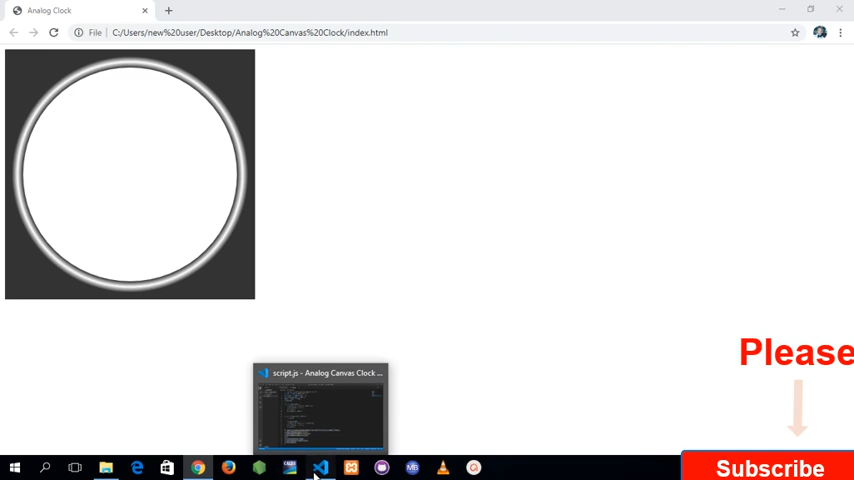 Analog Clock
File
C:/Users/new%20user/Desktop/Analog%20Canvas%20Clock/index.html
script.js - Analog Canvas Clock ...
Please
MB
Subscribe